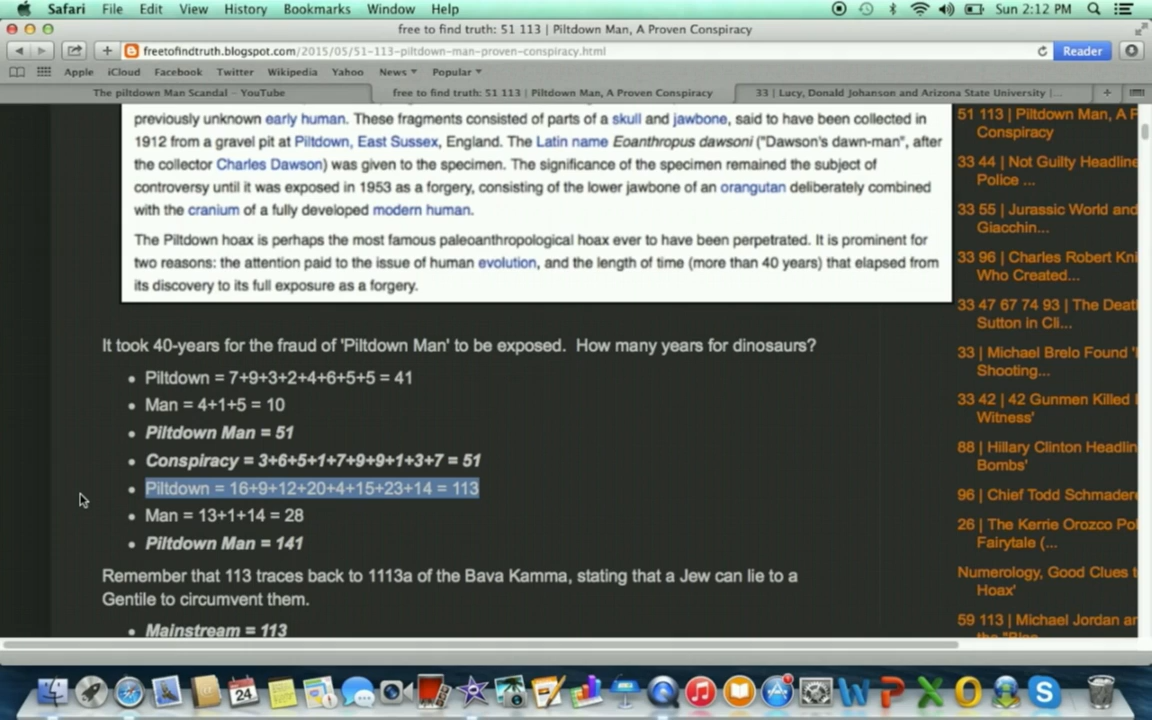 Safari File Edit View History Bookmarks Window Help Sun 2:12 PM
free to find truth: 51 113 | Piltdown Man, A Proven Conspiracy
freetofindtruth.blogspot.com/2015/05/51-113-piltdown-man-proven-conspiracy.html Reader
Apple iCloud Facebook Twitter Wikipedia Yahoo News Popular
The piltdown Man Scandal – YouTube free to find truth: 51 113 | Piltdown Man, A Proven Conspiracy 33 | Lucy, Donald Johanson and Arizona State University |...
previously unknown early human. These fragments consisted of parts of a skull and jawbone, said to have been collected in
1912 from a gravel pit at Piltdown, East Sussex, England. The Latin name Eoanthropus dawsoni ("Dawson's dawn-man", after
the collector Charles Dawson) was given to the specimen. The significance of the specimen remained the subject of
controversy until it was exposed in 1953 as a forgery, consisting of the lower jawbone of an orangutan deliberately combined
with the cranium of a fully developed modern human.
The Piltdown hoax is perhaps the most famous paleoanthropological hoax ever to have been perpetrated. It is prominent for
two reasons: the attention paid to the issue of human evolution, and the length of time (more than 40 years) that elapsed from
its discovery to its full exposure as a forgery.
It took 40-years for the fraud of 'Piltdown Man' to be exposed. How many years for dinosaurs?
• Piltdown = 7+9+3+2+4+6+5+5 = 41
• Man = 4+1+5 = 10
• Piltdown Man = 51
• Conspiracy = 3+6+5+1+7+9+9+1+3+7 = 51
• Piltdown = 16+9+12+20+4+15+23+14 = 113
• Man = 13+1+14 = 28
• Piltdown Man = 141
Remember that 113 traces back to 1113a of the Bava Kamma, stating that a Jew can lie to a
Gentile to circumvent them.
• Mainstream = 113
51 113 | Piltdown Man, A P
Conspiracy
33 44 | Not Guilty Headline
Police ...
33 55 | Jurassic World and
Giacchin...
33 96 | Charles Robert Kni
Who Created...
33 47 67 74 93 | The Death
Sutton in Cli...
33 | Michael Brelo Found '
Shooting...
33 42 | 42 Gunmen Killed
Witness'
88 | Hillary Clinton Headlin
Bombs'
96 | Chief Todd Schmader
26 | The Kerrie Orozco Po
Fairytale (...
Numerology, Good Clues t
Hoax'
59 113 | Michael Jordan an
the "Blac
24